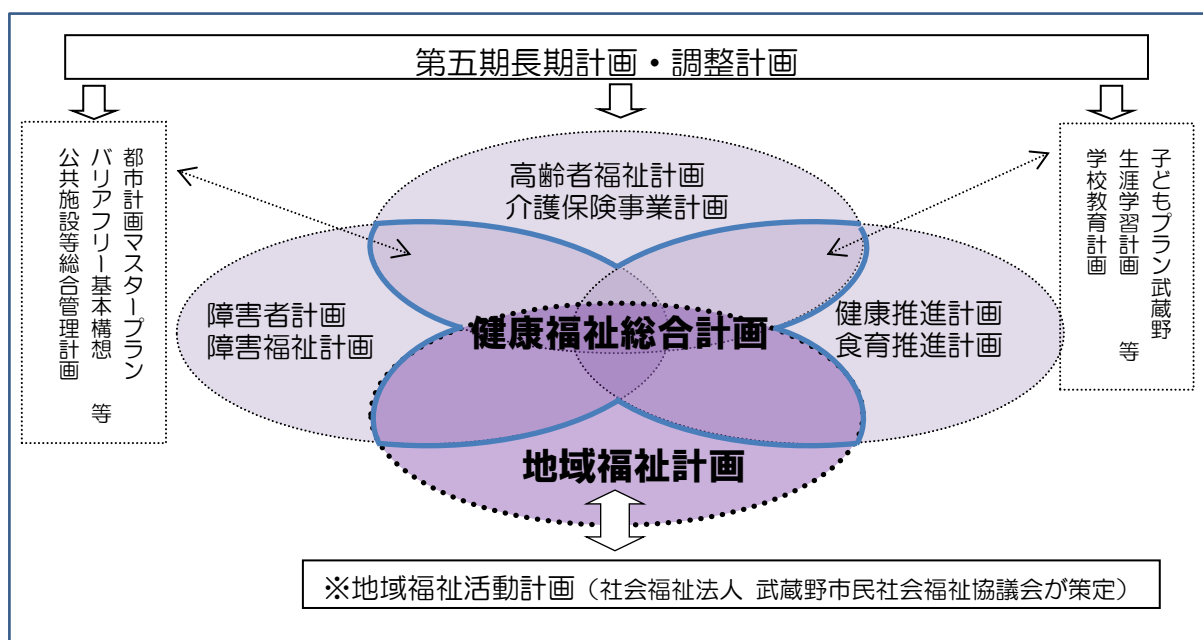 第五期長期計画・調整計画
都市計画マスタープラン
バリアフリー基本構想 等
公共施設等総合管理計画
高齢者福祉計画
介護保険事業計画
子どもプラン武蔵野
生涯学習計画 等
学校教育計画
障害者計画
障害福祉計画
健康福祉総合計画
健康推進計画
食育推進計画
地域福祉計画
※地域福祉活動計画（社会福祉法人 武蔵野市民社会福祉協議会が策定）